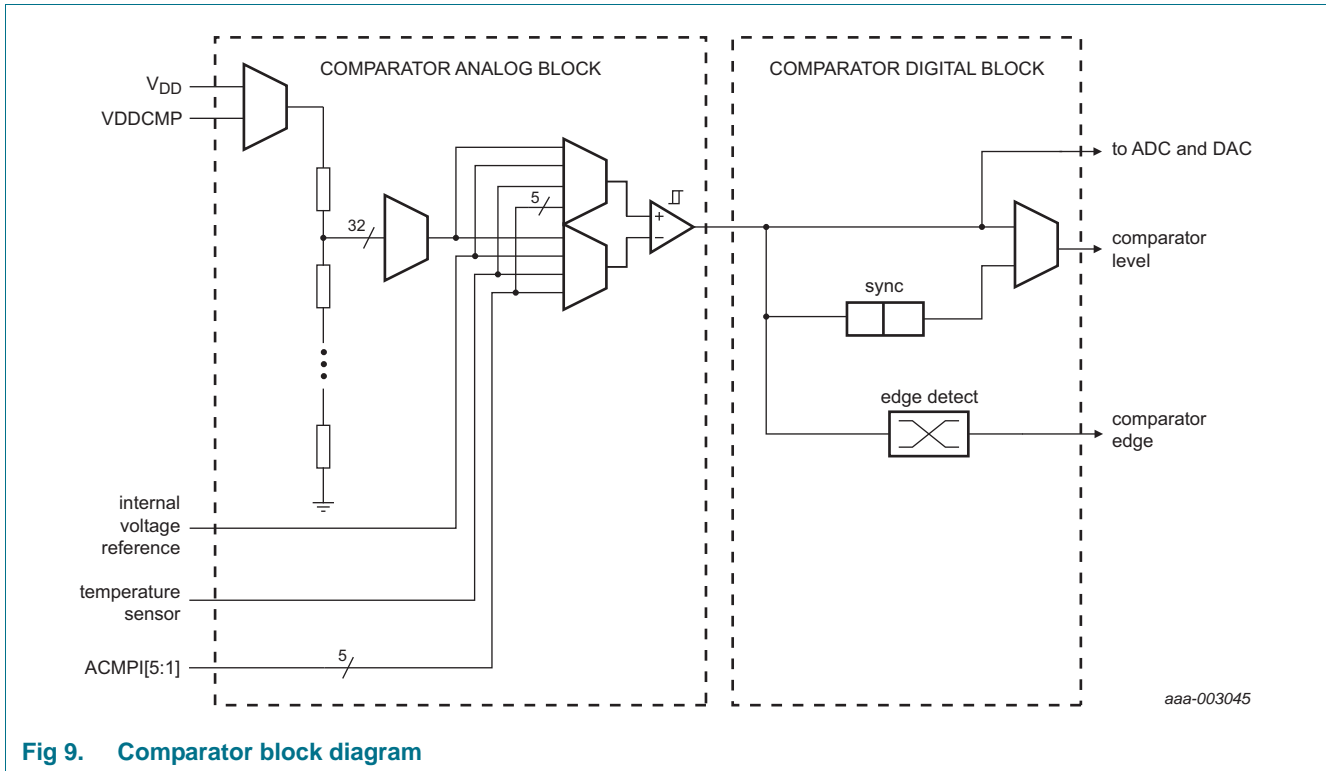 COMPARATOR ANALOG BLOCK
COMPARATOR DIGITAL BLOCK
VDD
VDDCMP
to ADC and DAC
5
32
+
−
comparator
level
sync
edge detect
comparator
edge
internal
voltage
reference
temperature
sensor
5
ACMPI[5:1]
aaa-003045
Fig 9. Comparator block diagram